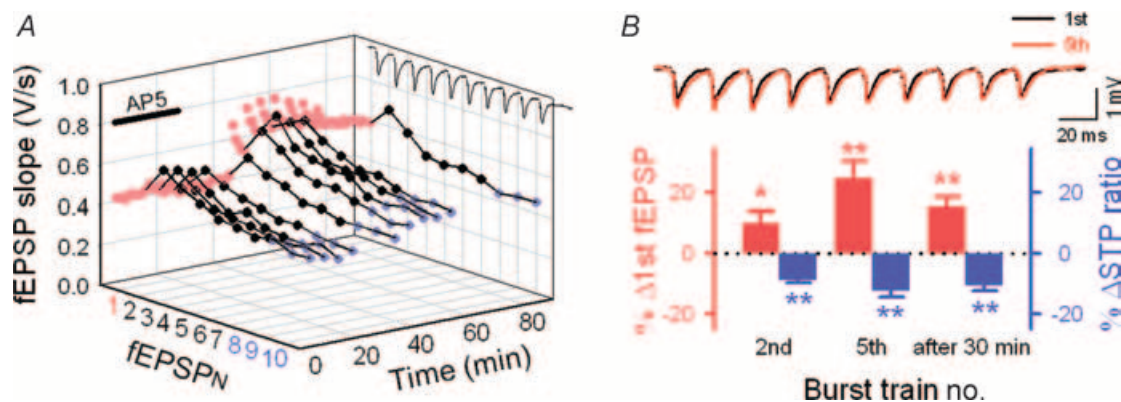 A
fEPSP slope (V/s)
1.0
0.8
0.6
0.4
0.2
0.0
AP5
1 2 3 4 5 6 7 8 9 10
fEPSPN
0 20 40 60 80
Time (min)
B
1st
5th
1 mV
20 ms
% Δ1st fEPSP
20
0
-20
*
**
**
**
**
**
20
0
-20
% ΔSTP ratio
2nd 5th after 30 min
Burst train no.